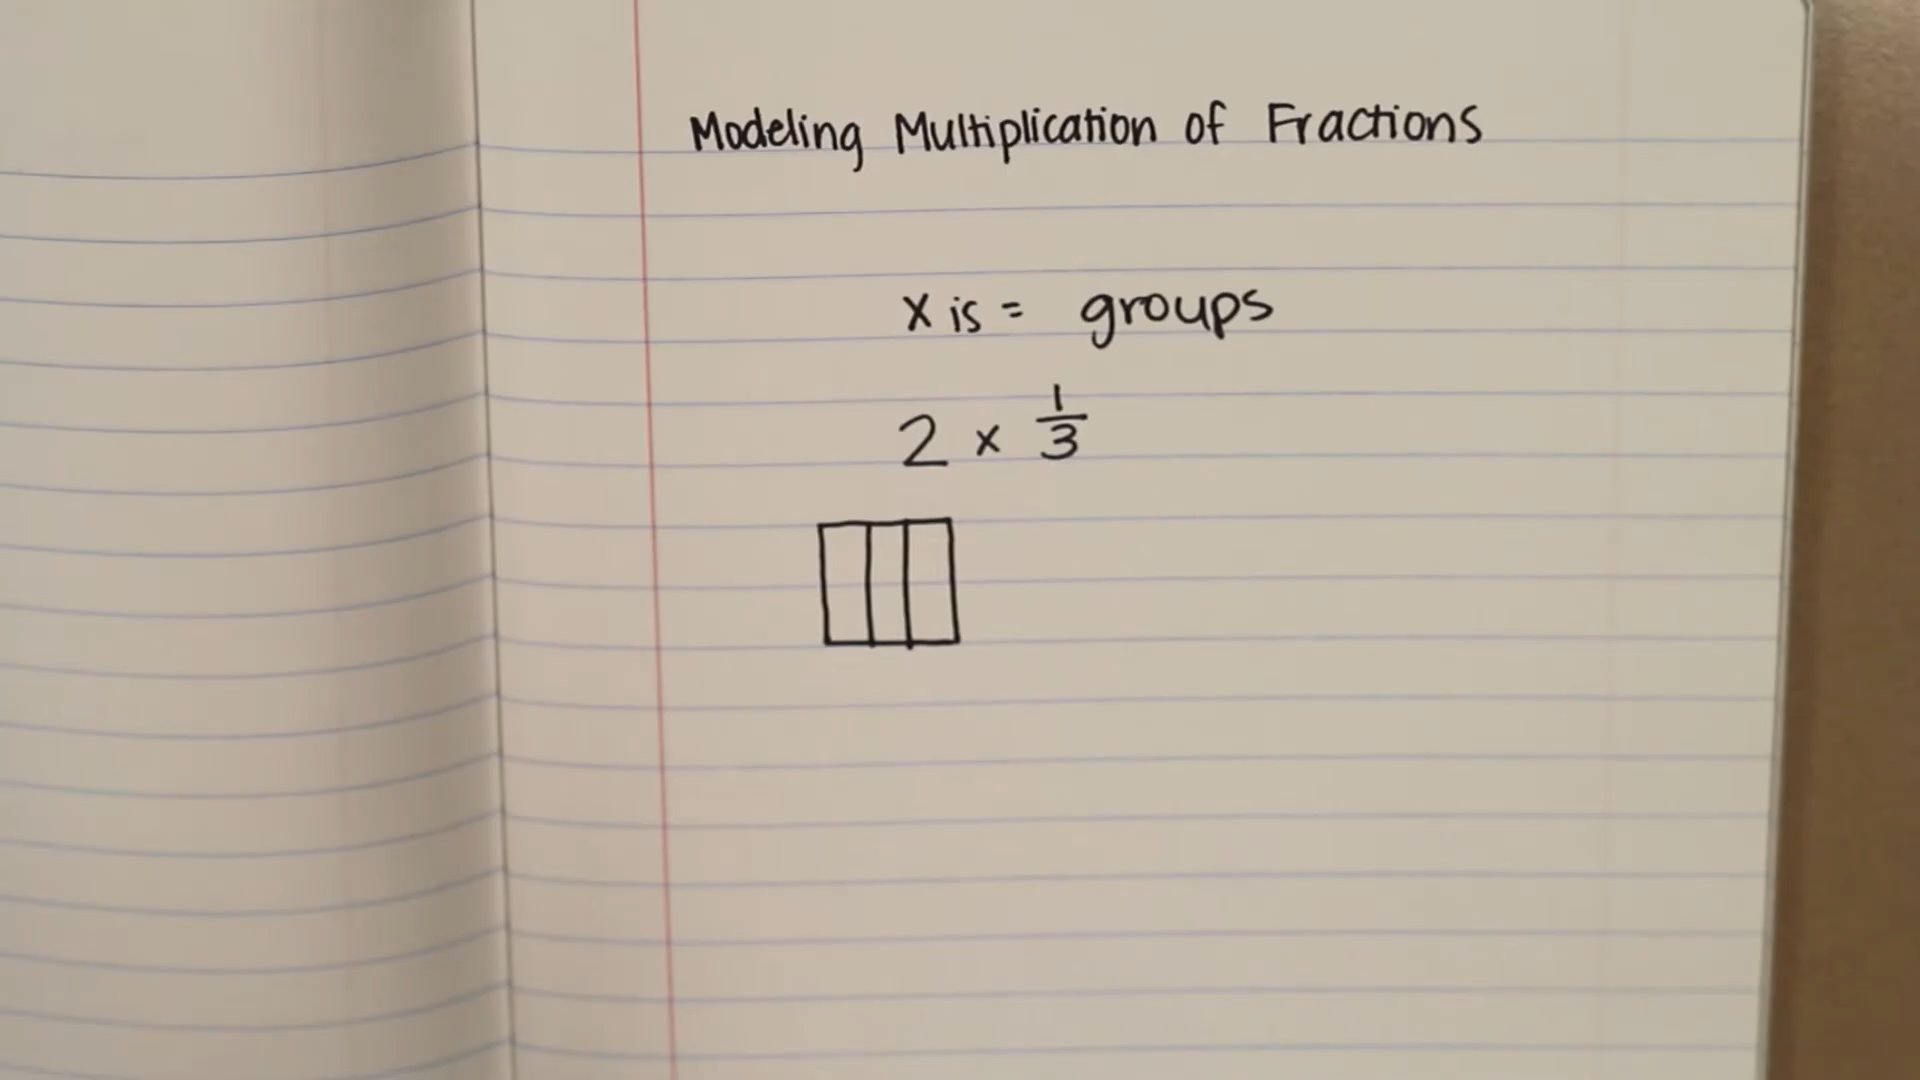 Modeling Multiplication of Fractions
x is = groups
2 x 1/3